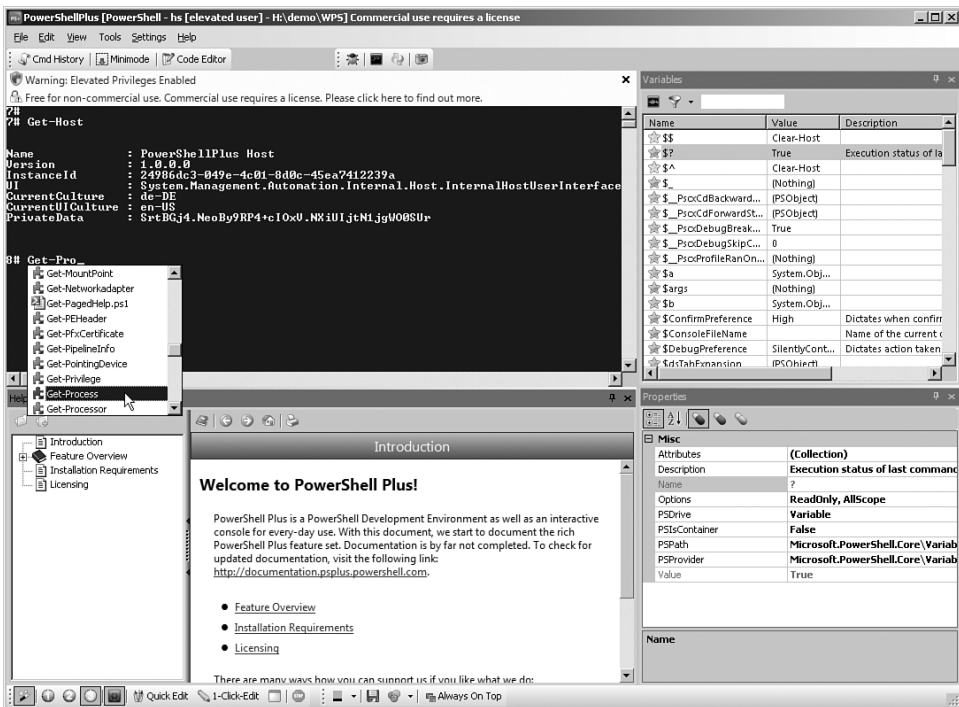 PowerShellPlus [PowerShell - hs [elevated user] - H:\demo\WPS] Commercial use requires a license
File Edit View Tools Settings Help
Cmd History Minimode Code Editor
Warning: Elevated Privileges Enabled
Free for non-commercial use. Commercial use requires a license. Please click here to find out more.
7#
7# Get-Host
Name : PowerShellPlus Host
Version : 1.0.0.0
InstanceId : 24986dc3-049e-4c01-8d0c-45ea7412239a
UI : System.Management.Automation.Internal.Host.InternalHostUserInterface
CurrentCulture : de-DE
CurrentUICulture : en-US
PrivateData :
8# Get-Pro_
Get-MountPoint
Get-Networkadapter
Get-PagedHelp.ps1
Get-PEHeader
Get-PfxCertificate
Get-PipelineInfo
Get-PointingDevice
Get-Privilege
Get-Process
Get-Processor
Variables
Name Value Description
$$ Clear-Host
$? True Execution status of la
$^ Clear-Host
$_ (Nothing)
$__PscxCdBackward... (PSObject)
$__PscxCdForwardSt... (PSObject)
$__PscxDebugBreak... True
$__PscxDebugSkipC... 0
$__PscxProfileRanOn... (Nothing)
$a System.Obj...
$args (Nothing)
$b System.Obj...
$ConfirmPreference High Dictates when confirm
$ConsoleFileName Name of the current c
$DebugPreference SilentlyCont... Dictates action taken
$dsTabExpansion (PSObject)
Help
Introduction
Feature Overview
Installation Requirements
Licensing
Introduction
Welcome to PowerShell Plus!
PowerShell Plus is a PowerShell Development Environment as well as an interactive
console for every-day use. With this document, we start to document the rich
PowerShell Plus feature set. Documentation is by far not completed. To check for
updated documentation, visit the following link:
http://documentation.psplus.powershell.com.
Feature Overview
Installation Requirements
Licensing
There are many ways how you can support us if you like what we do:
Properties
Misc
Attributes (Collection)
Description Execution status of last command
Name ?
Options ReadOnly, AllScope
PSDrive Variable
PSIsContainer False
PSPath Microsoft.PowerShell.Core\Variab
PSProvider Microsoft.PowerShell.Core\Variab
Value True
Name
Quick Edit 1-Click-Edit Always On Top